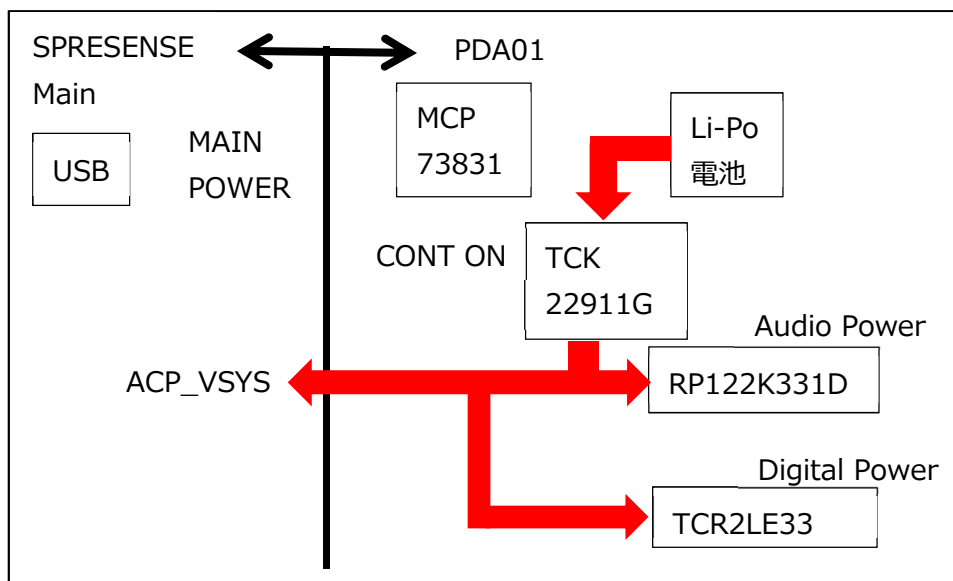 SPRESENSE
Main
PDA01
USB
MAIN
POWER
MCP
73831
Li-Po
電池
CONT ON
TCK
22911G
Audio Power
ACP_VSYS
RP122K331D
Digital Power
TCR2LE33